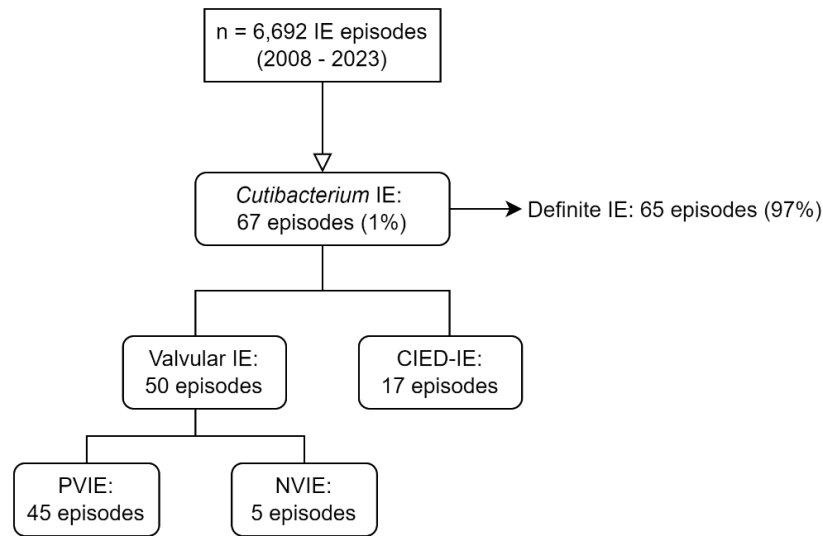 n = 6,692 IE episodes
(2008 - 2023)
Cutibacterium IE:
67 episodes (1%)
Definite IE: 65 episodes (97%)
Valvular IE:
50 episodes
CIED-IE:
17 episodes
PVIE:
45 episodes
NVIE:
5 episodes